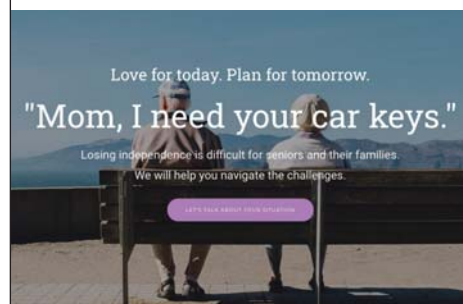 Love for today. Plan for tomorrow.
"Mom, I need your car keys."
Losing independence is difficult for seniors and their families.
We will help you navigate the challenges.
LET'S TALK ABOUT YOUR SITUATION